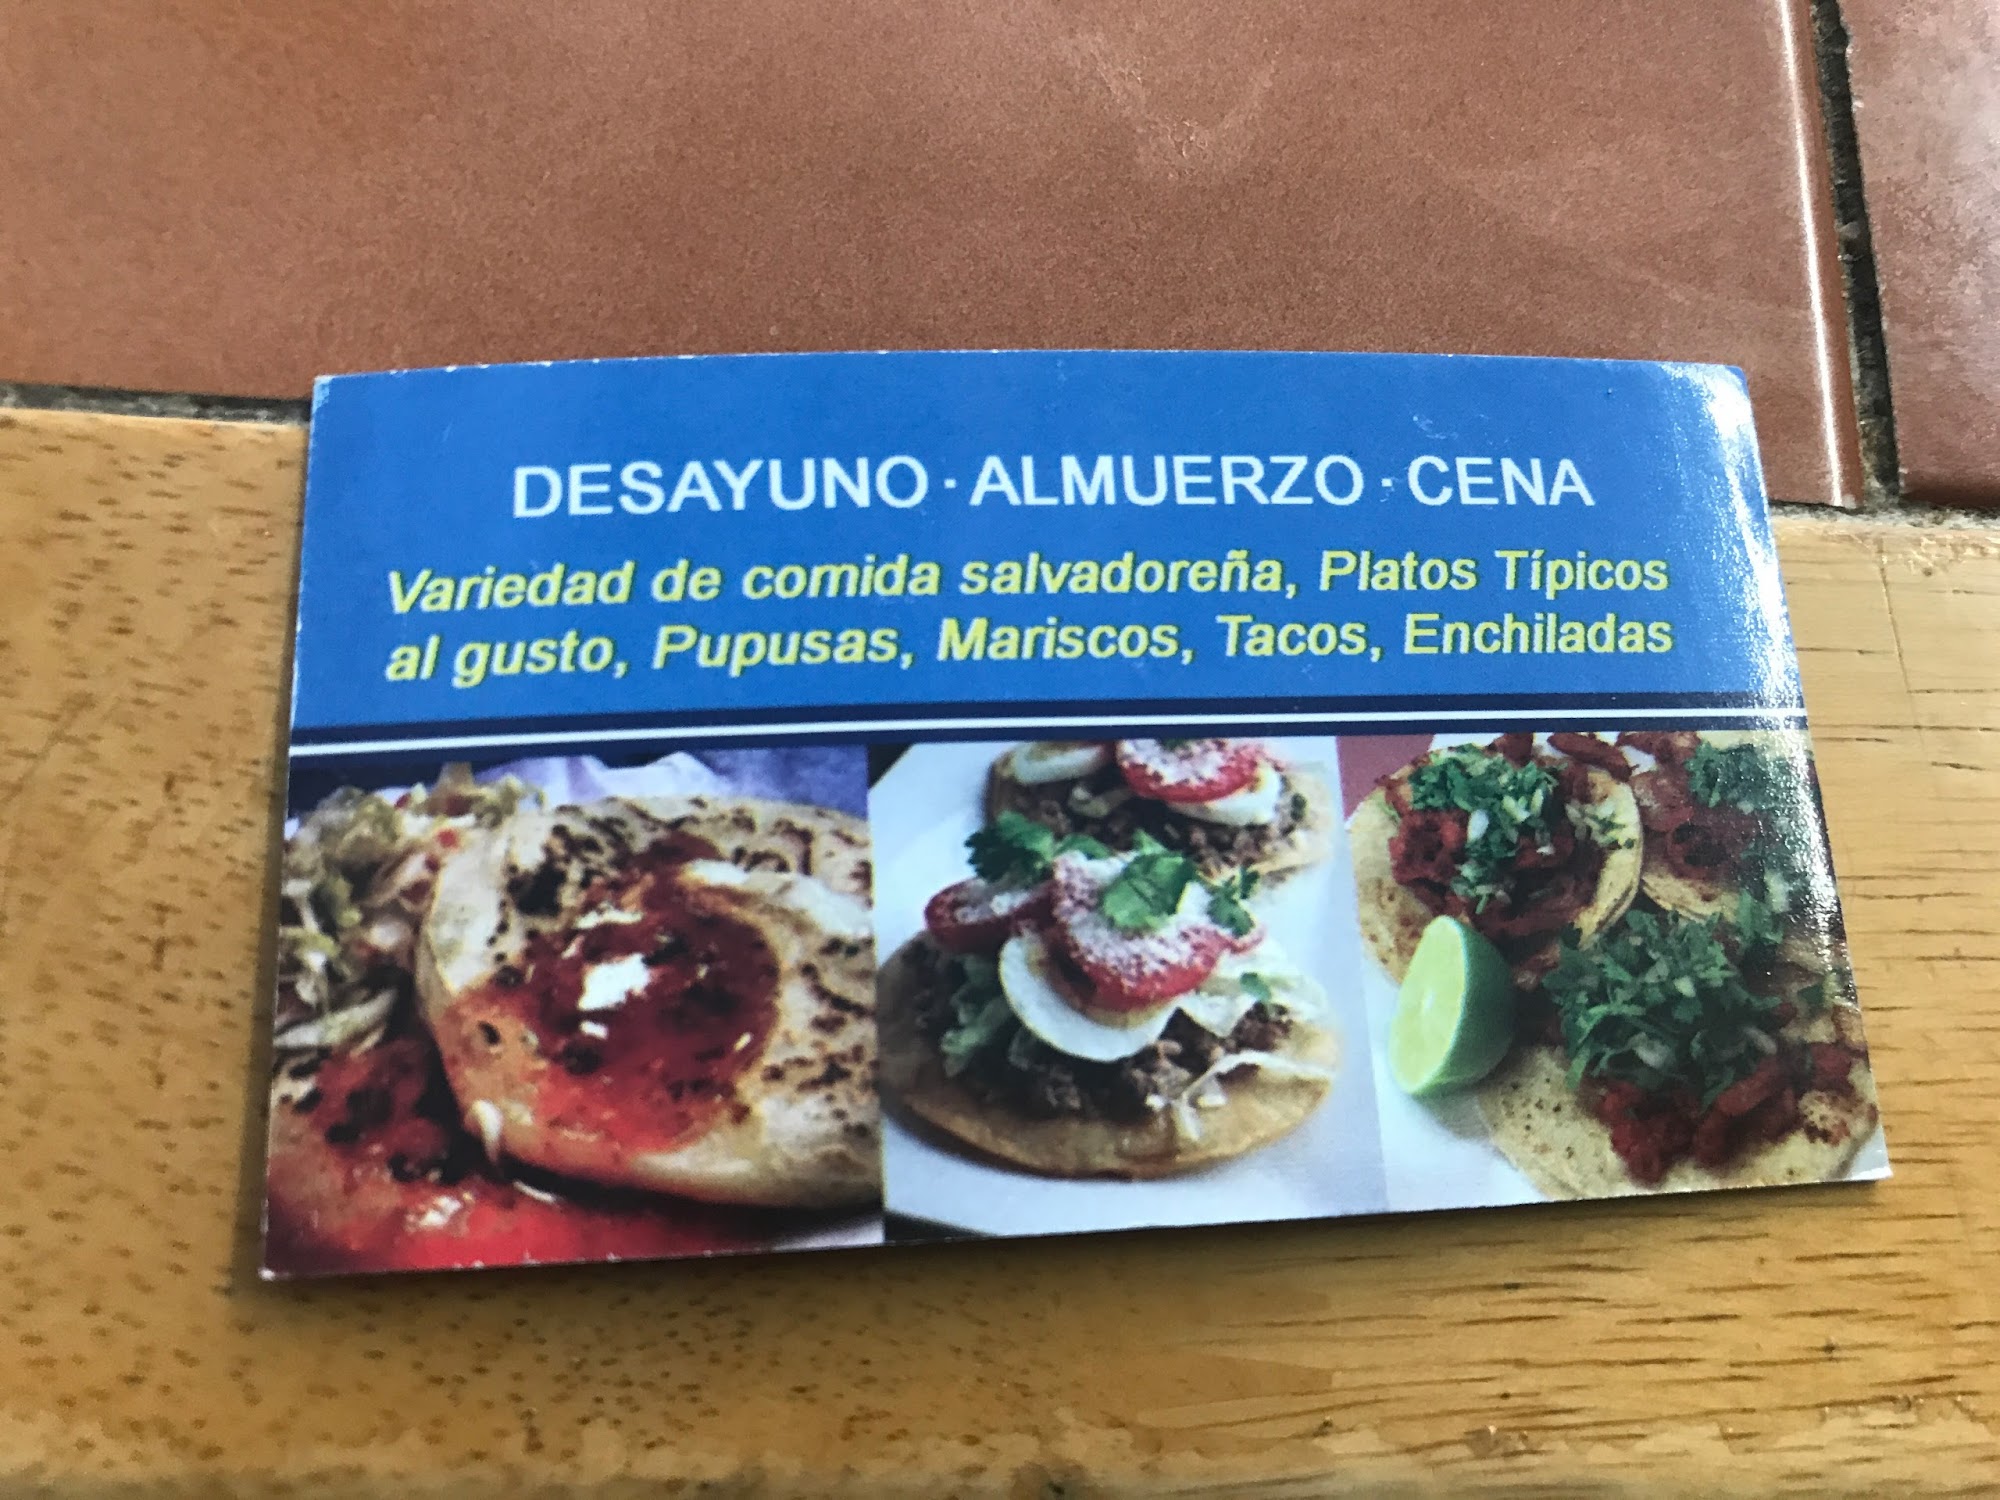 DESAYUNO · ALMUERZO · CENA
Variedad de comida salvadoreña, Platos Típicos
al gusto, Pupusas, Mariscos, Tacos, Enchiladas